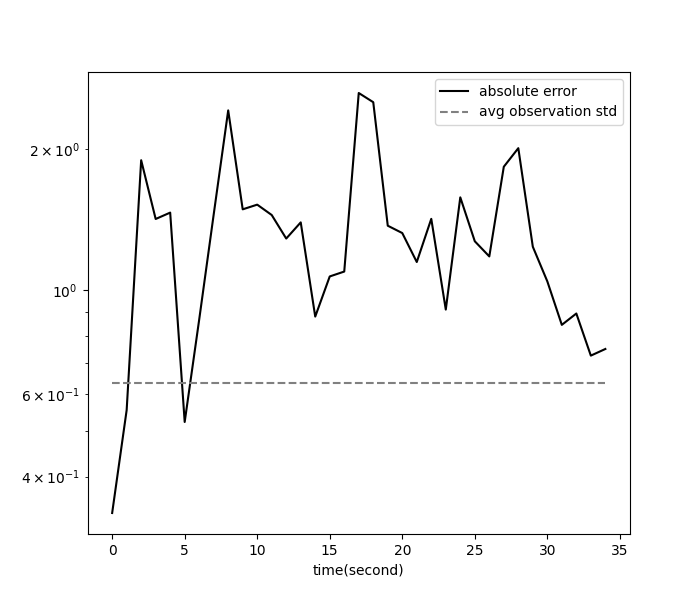 absolute error
avg observation std
2 × 10⁰
10⁰
6 × 10⁻¹
4 × 10⁻¹
0 5 10 15 20 25 30 35
time(second)